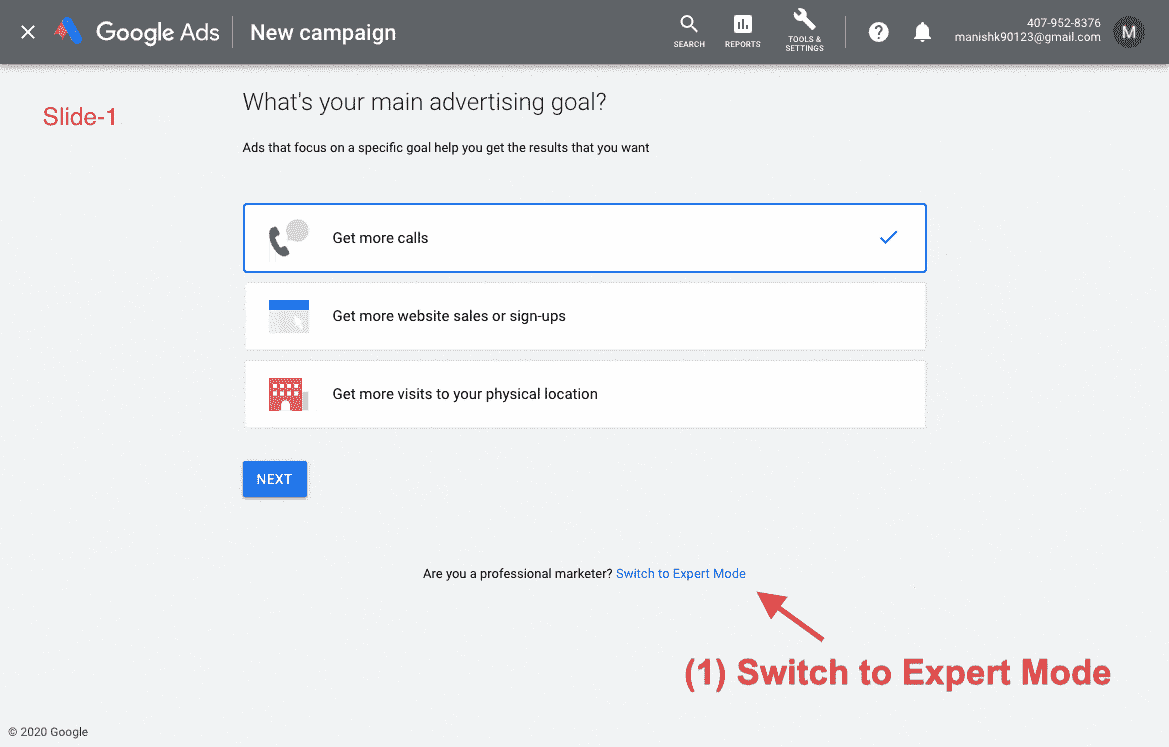 Google Ads
New campaign
SEARCH
REPORTS
TOOLS &
SETTINGS
407-952-8376
manishk90123@gmail.com
M
Slide-1
What's your main advertising goal?
Ads that focus on a specific goal help you get the results that you want
Get more calls
Get more website sales or sign-ups
Get more visits to your physical location
NEXT
Are you a professional marketer? Switch to Expert Mode
(1) Switch to Expert Mode
© 2020 Google